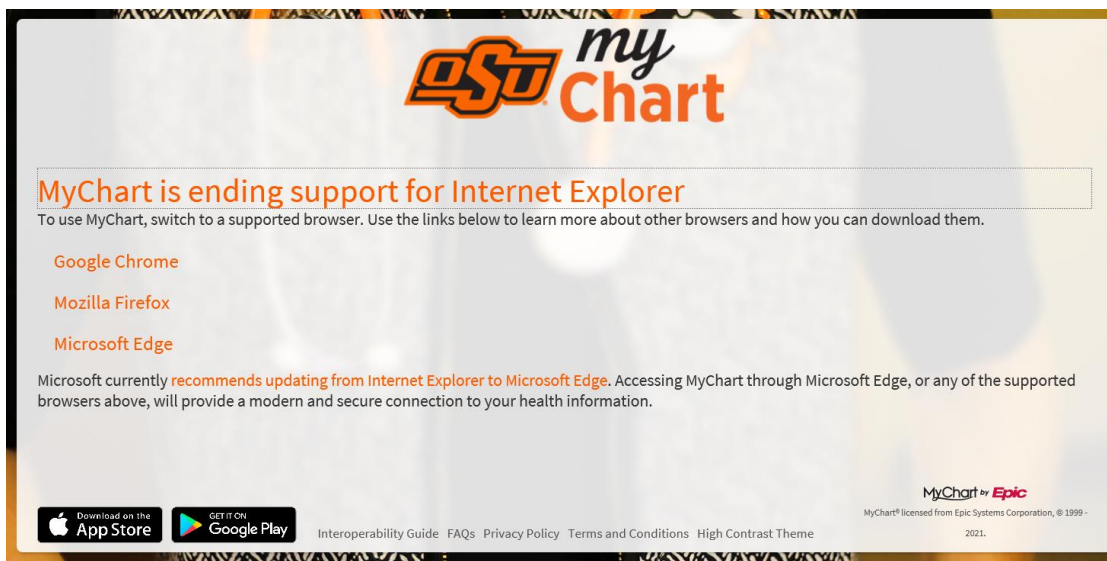 OSU
my
Chart
MyChart is ending support for Internet Explorer
To use MyChart, switch to a supported browser. Use the links below to learn more about other browsers and how you can download them.
Google Chrome
Mozilla Firefox
Microsoft Edge
Microsoft currently recommends updating from Internet Explorer to Microsoft Edge. Accessing MyChart through Microsoft Edge, or any of the supported
browsers above, will provide a modern and secure connection to your health information.
Download on the
App Store
GET IT ON
Google Play
Interoperability Guide FAQs Privacy Policy Terms and Conditions High Contrast Theme
MyChart by Epic
MyChart® licensed from Epic Systems Corporation, © 1999 -
2021.